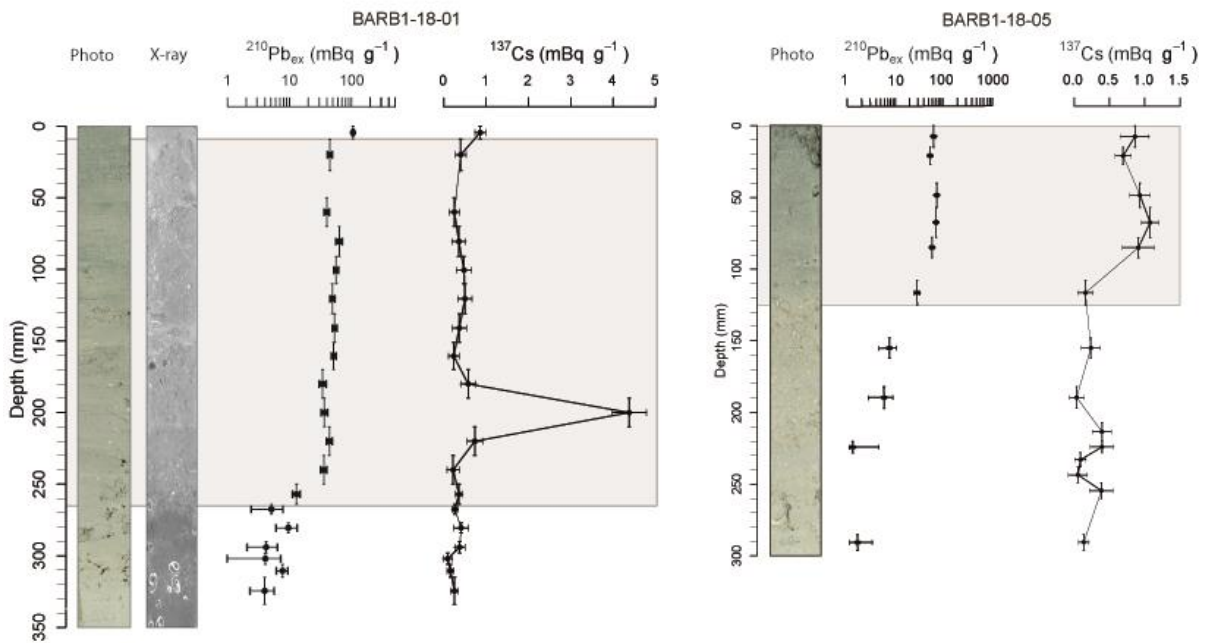 BARB1-18-01
BARB1-18-05
Photo X-ray ²¹⁰Pbex (mBq g⁻¹) ¹³⁷Cs (mBq g⁻¹)
1 10 100
0 1 2 3 4 5
Photo ²¹⁰Pbex (mBq g⁻¹) ¹³⁷Cs (mBq g⁻¹)
1 10 100 1000
0.0 0.5 1.0 1.5
Depth (mm)
0
50
100
150
200
250
300
350
Depth (mm)
0
50
100
150
200
250
300